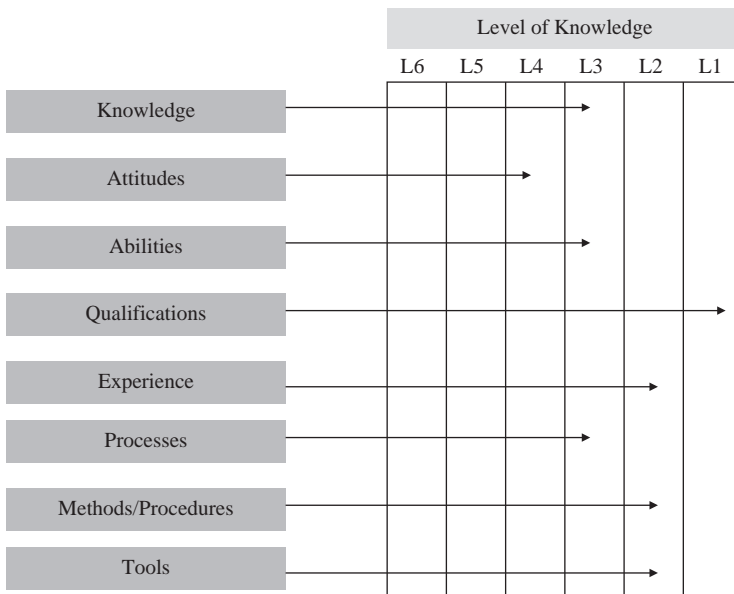 Level of Knowledge
L6 L5 L4 L3 L2 L1
Knowledge
Attitudes
Abilities
Qualifications
Experience
Processes
Methods/Procedures
Tools